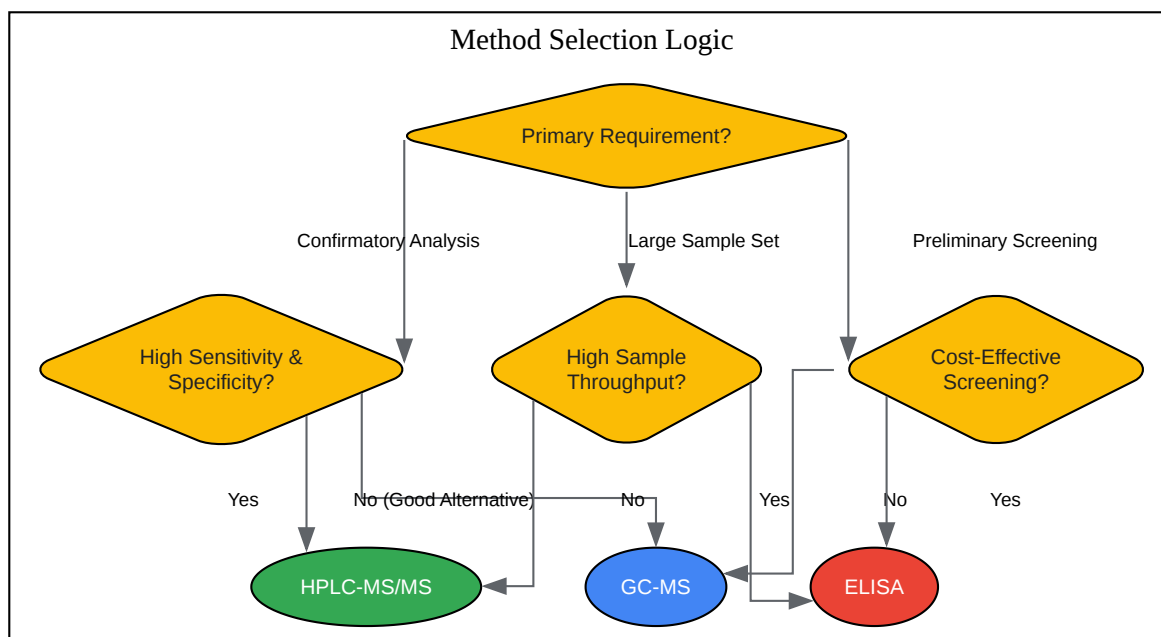 Method Selection Logic
Primary Requirement?
Confirmatory Analysis
Large Sample Set
Preliminary Screening
High Sensitivity &
Specificity?
High Sample
Throughput?
Cost-Effective
Screening?
Yes
No (Good Alternative)
No
Yes
No
Yes
HPLC-MS/MS
GC-MS
ELISA